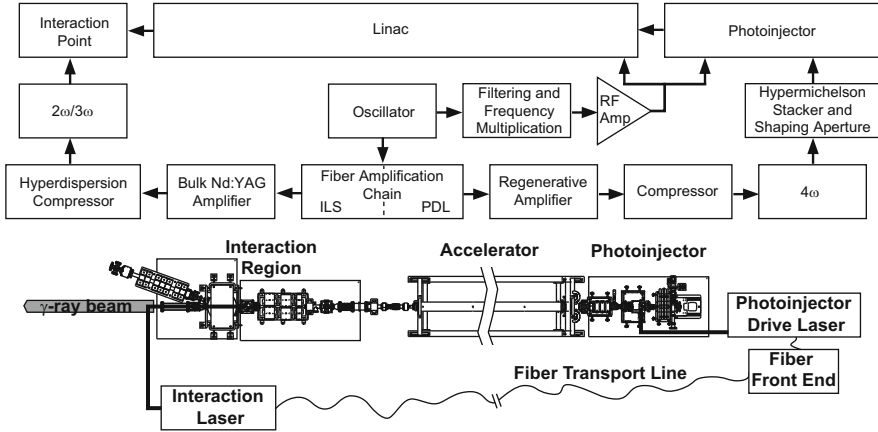 Interaction
Point
Linac
Photoinjector
2ω/3ω
Oscillator
Filtering and
Frequency
Multiplication
RF
Amp
Hypermichelson
Stacker and
Shaping Aperture
Hyperdispersion
Compressor
Bulk Nd:YAG
Amplifier
Fiber Amplification
Chain
ILS PDL
Regenerative
Amplifier
Compressor
4ω
Interaction
Region
Accelerator
Photoinjector
γ-ray beam
Photoinjector
Drive Laser
Fiber Transport Line
Fiber
Front End
Interaction
Laser